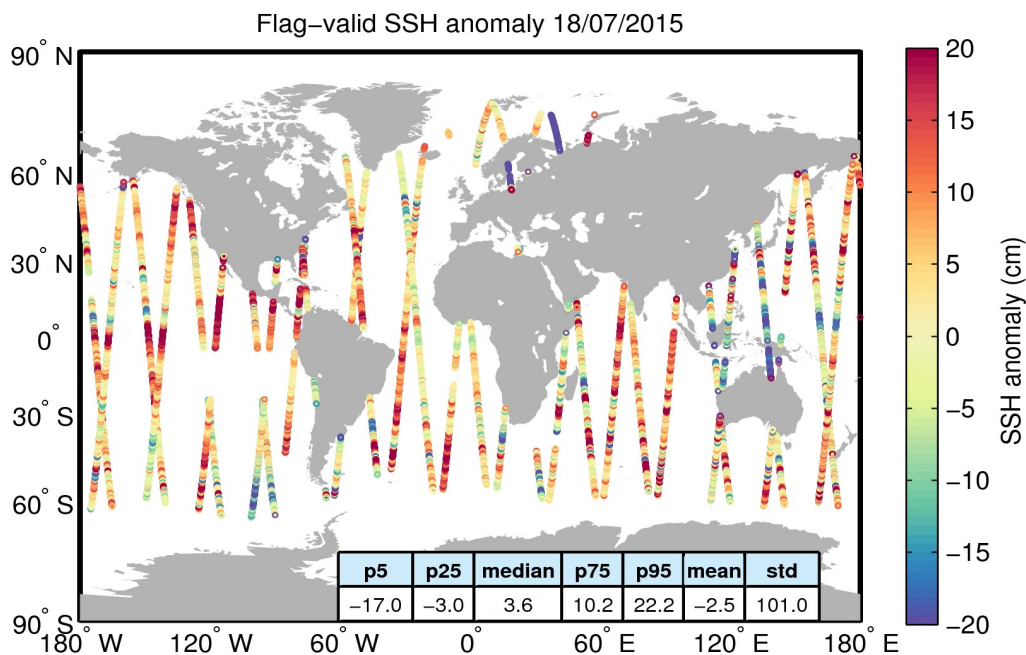 Flag−valid SSH anomaly 18/07/2015
90° N
60° N
30° N
0°
30° S
60° S
90° S
180° W
120° W
60° W
0°
60° E
120° E
180° E
p5 p25 median p75 p95 mean std
−17.0 −3.0 3.6 10.2 22.2 −2.5 101.0
20
15
10
5
0
−5
−10
−15
−20
SSH anomaly (cm)